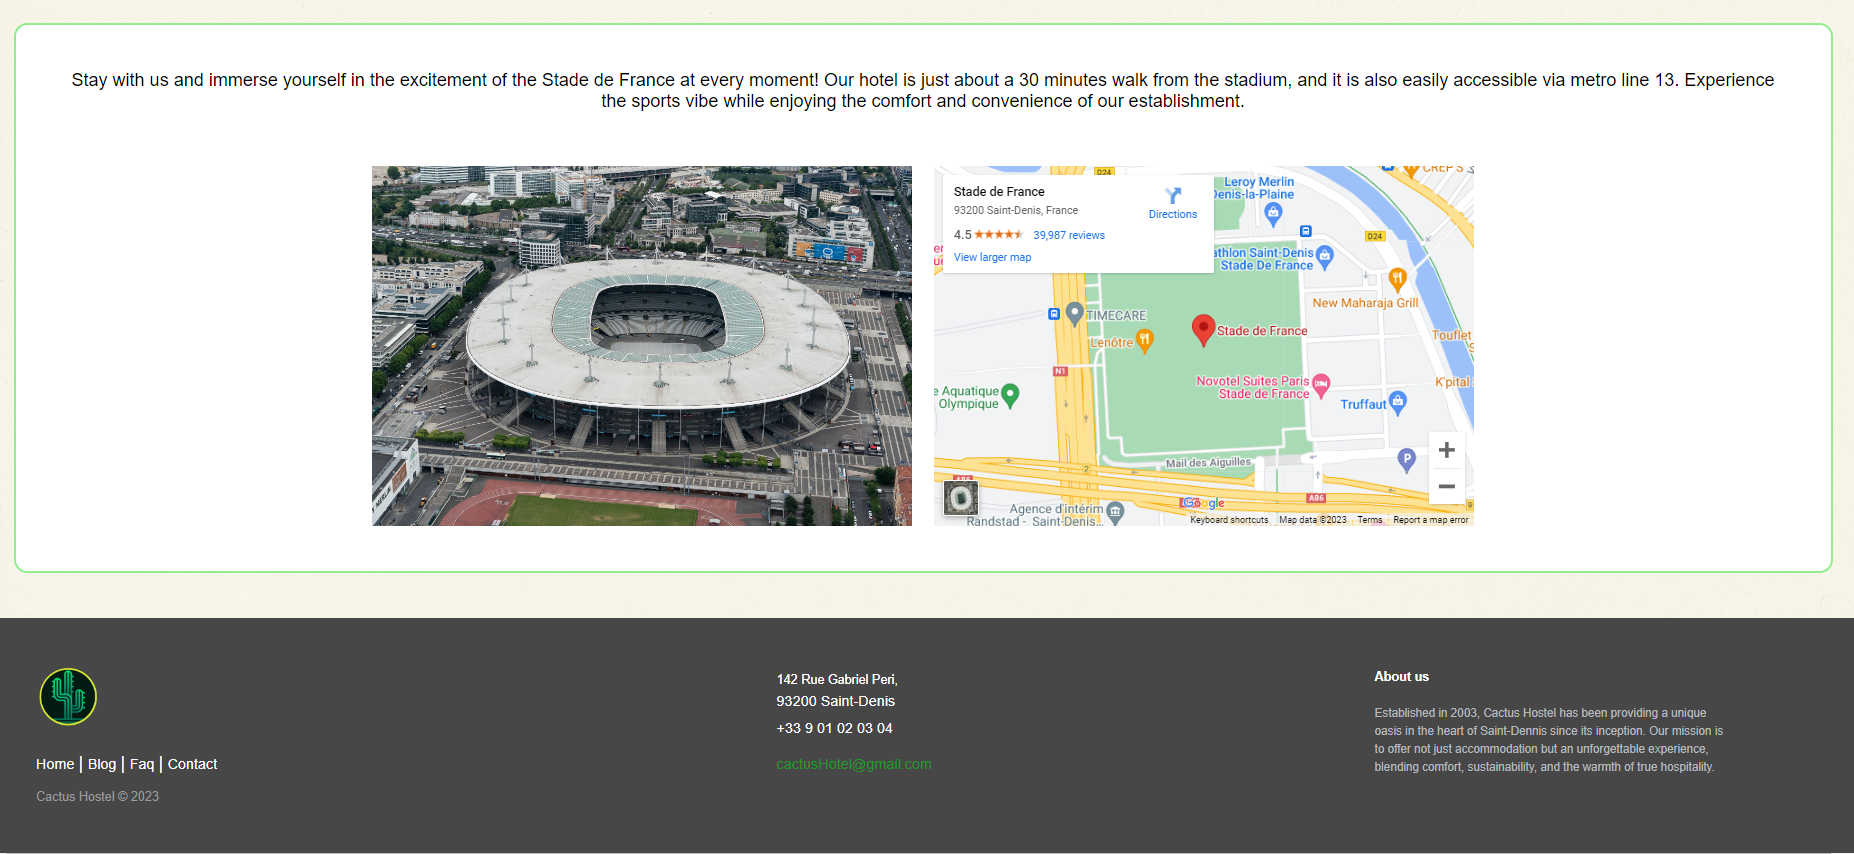 Stay with us and immerse yourself in the excitement of the Stade de France at every moment! Our hotel is just about a 30 minutes walk from the stadium, and it is also easily accessible via metro line 13. Experience
the sports vibe while enjoying the comfort and convenience of our establishment.
Stade de France
93200 Saint-Denis, France
4.5
39,987 reviews
View larger map
Directions
D24
Leroy Merlin
Denis-la-Plaine
CREP'S
D24
athlon Saint-Denis
Stade De France
New Maharaja Grill
TIMECARE
Lenôtre
Stade de France
Touflet
N1
Novotel Suites Paris
Stade de France
K'pital
e Aquatique
Olympique
Truffaut
P
Mail des Aiguilles
2
A86
A86
9
Google
Agence d'intérim
Randstad - Saint-Denis...
Keyboard shortcuts
Map data ©2023
Terms
Report a map error
142 Rue Gabriel Peri,
93200 Saint-Denis
+33 9 01 02 03 04
cactusHotel@gmail.com
Home | Blog | Faq | Contact
Cactus Hostel © 2023
About us
Established in 2003, Cactus Hostel has been providing a unique
oasis in the heart of Saint-Dennis since its inception. Our mission is
to offer not just accommodation but an unforgettable experience,
blending comfort, sustainability, and the warmth of true hospitality.